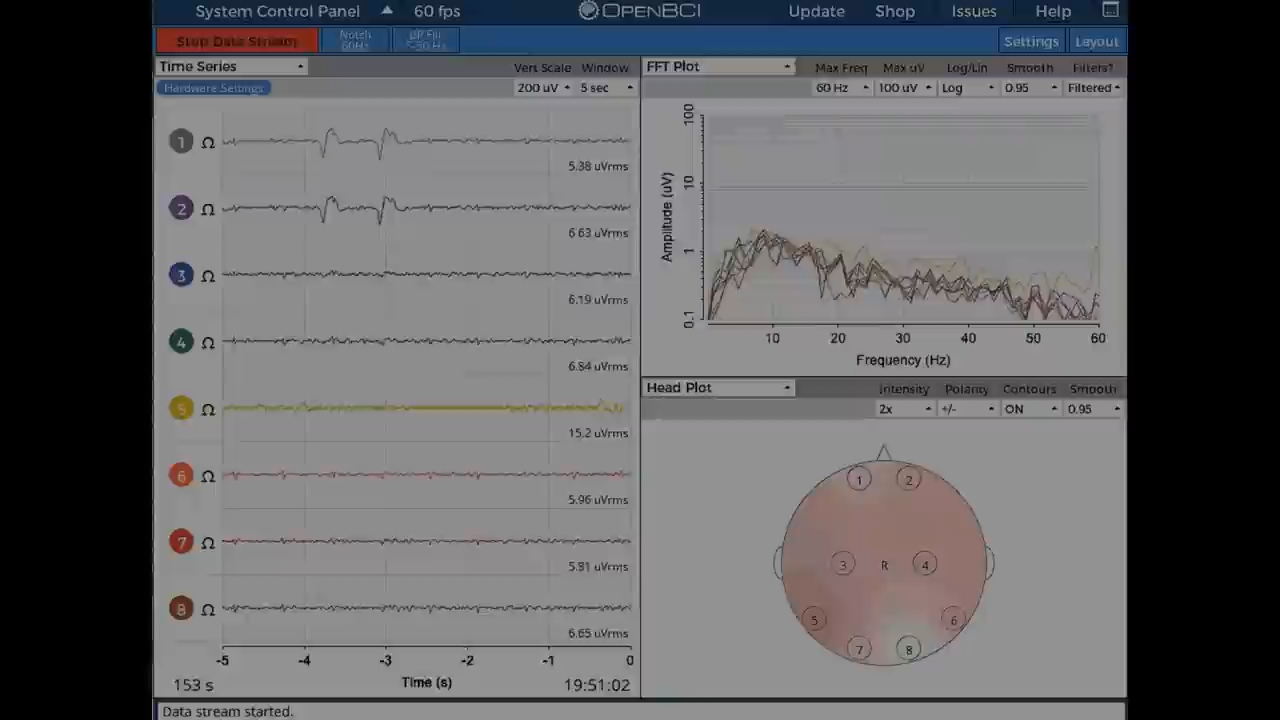 System Control Panel 60 fps OPENBCI Update Shop Issues Help
Stop Data Stream Notch 60Hz BP Filt Settings Layout
Time Series Vert Scale Window
Hardware Settings 200 uV 5 sec
1 Ω
5.38 uVrms
2 Ω
6.63 uVrms
3 Ω
6.19 uVrms
4 Ω
6.84 uVrms
5 Ω
15.2 uVrms
6 Ω
5.96 uVrms
7 Ω
5.91 uVrms
8 Ω
6.65 uVrms
-5 -4 -3 -2 -1 0
153 s Time (s) 19:51:02
FFT Plot Max Freq Max uV Log/Lin Smooth Filters?
60 Hz 100 uV Log 0.95 Filtered
Amplitude (uV)
100
10
1
0.1
10 20 30 40 50 60
Frequency (Hz)
Head Plot Intensity Polarity Contours Smooth
2x +/- ON 0.95
1 2
3 R 4
5 6
7 8
Data stream started.